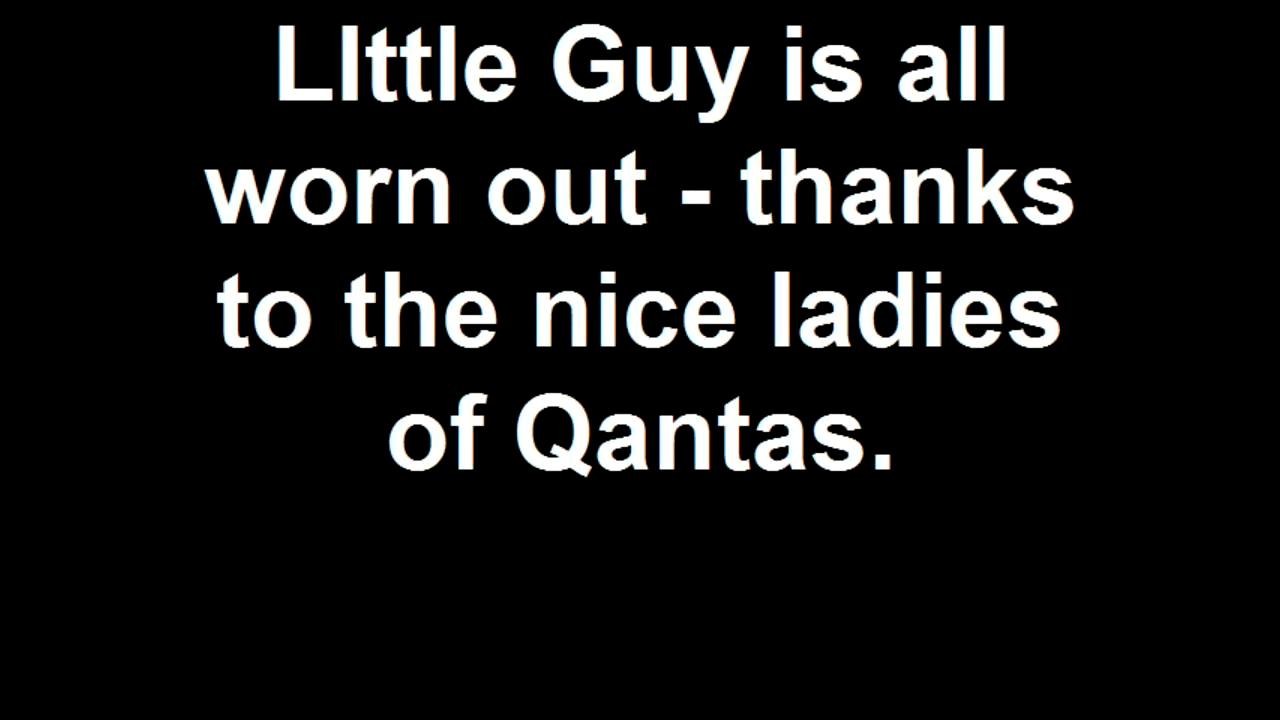 LIttle Guy is all
worn out - thanks
to the nice ladies
of Qantas.